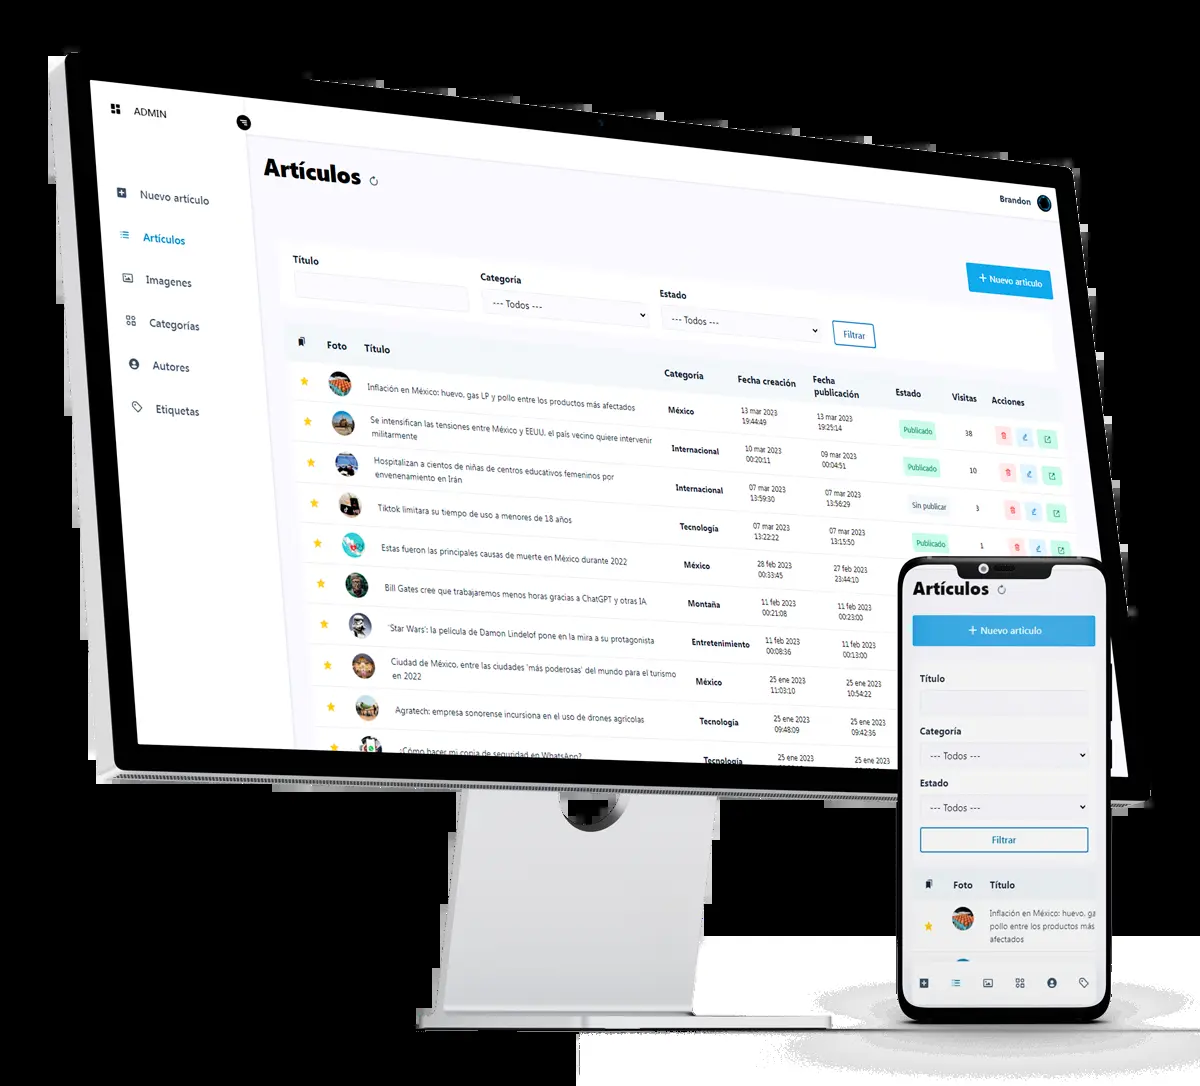 ADMIN
Nuevo artículo
Artículos
Imagenes
Categorías
Autores
Etiquetas
Artículos
Brandon
+ Nuevo artículo
Título
Categoría
--- Todos ---
Estado
--- Todos ---
Filtrar
Foto Título Categoría Fecha creación Fecha publicación Estado Visitas Acciones
Inflación en México: huevo, gas LP y pollo entre los productos más afectados México 13 mar 2023 19:44:49 13 mar 2023 19:25:14 Publicado 38
Se intensifican las tensiones entre México y EEUU, el país vecino quiere intervenir
militarmente Internacional 10 mar 2023 00:20:11 09 mar 2023 00:04:51 Publicado 10
Hospitalizan a cientos de niñas de centros educativos femeninos por
envenenamiento en Irán Internacional 07 mar 2023 13:59:30 07 mar 2023 13:56:29 Sin publicar 3
Tiktok limitara su tiempo de uso a menores de 18 años Tecnología 07 mar 2023 13:22:22 07 mar 2023 13:15:50 Publicado 1
Estas fueron las principales causas de muerte en México durante 2022 México 28 feb 2023 00:33:45 27 feb 2023 23:44:10
Bill Gates cree que trabajaremos menos horas gracias a ChatGPT y otras IA Montaña 11 feb 2023 00:21:08 11 feb 2023 00:23:00
'Star Wars': la película de Damon Lindelof pone en la mira a su protagonista Entretenimiento 11 feb 2023 00:08:36 11 feb 2023 00:13:00
Ciudad de México, entre las ciudades 'más poderosas' del mundo para el turismo
en 2022 México 25 ene 2023 11:03:10 25 ene 2023 10:54:22
Agratech: empresa sonorense incursiona en el uso de drones agrícolas Tecnología 25 ene 2023 09:48:09 25 ene 2023 09:42:36
¿Cómo hacer mi copia de seguridad en WhatsApp? Tecnología 25 ene 2023 25 ene 2023
Artículos
+ Nuevo artículo
Título
Categoría
--- Todos ---
Estado
--- Todos ---
Filtrar
Foto Título
Inflación en México: huevo, ga
pollo entre los productos más
afectados